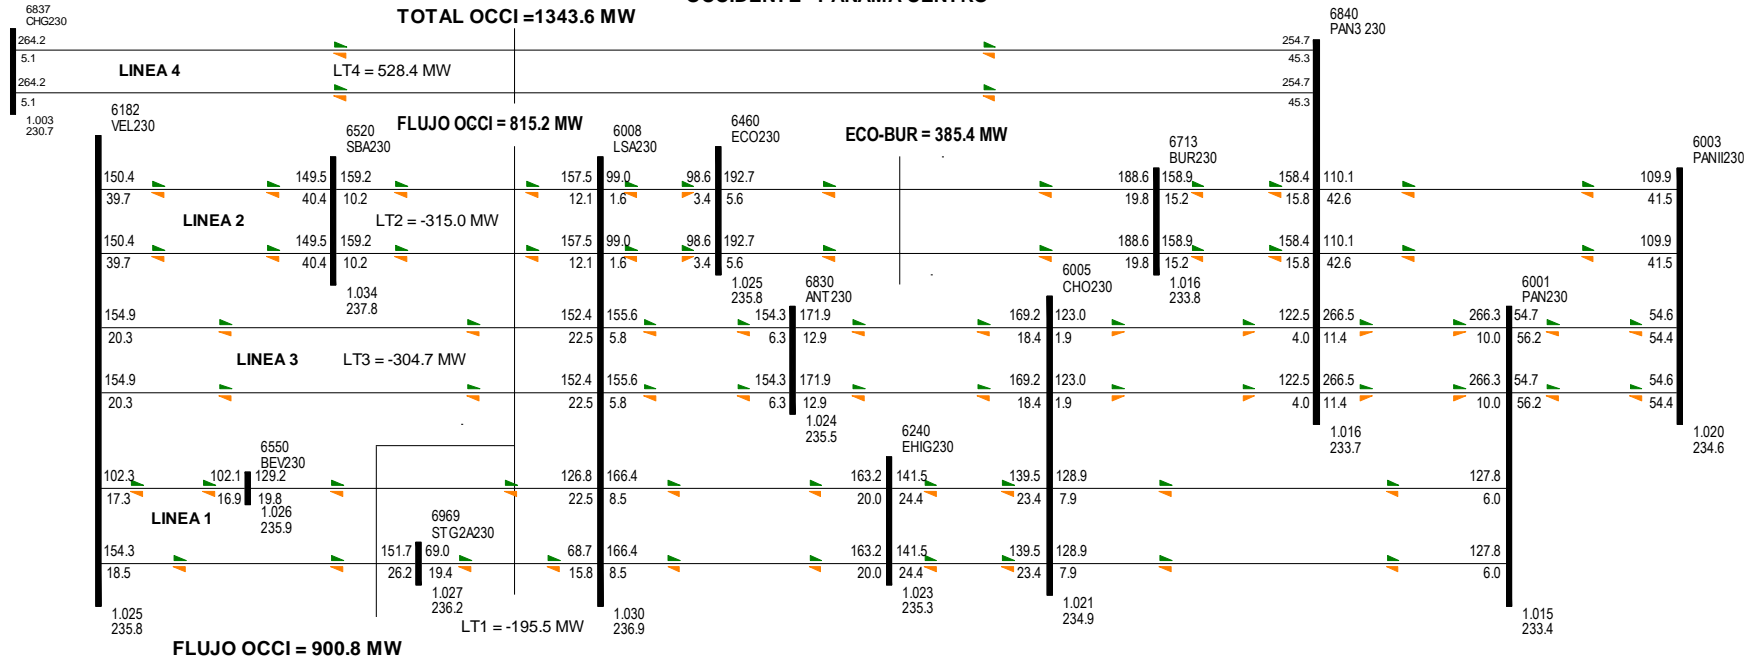 OCCIDENTE - PANAMA CENTRO
TOTAL OCCI =1343.6 MW
6837
CHG230
264.2
5.1
264.2
5.1
1.003
230.7
LINEA 4
LT4 = 528.4 MW
254.7
45.3
254.7
45.3
6840
PAN3 230
6182
VEL230
FLUJO OCCI = 815.2 MW
6520
SBA230
6008
LSA230
6460
ECO230
ECO-BUR = 385.4 MW
6713
BUR230
6003
PANII230
150.4 149.5 159.2 157.5 99.0 98.6 192.7 188.6 158.9 158.4 110.1 109.9
39.7 40.4 10.2 12.1 1.6 3.4 5.6 19.8 15.2 15.8 42.6 41.5
LINEA 2
LT2 = -315.0 MW
150.4 149.5 159.2 157.5 99.0 98.6 192.7 188.6 158.9 158.4 110.1 109.9
39.7 40.4 10.2 12.1 1.6 3.4 5.6 19.8 15.2 15.8 42.6 41.5
1.034
237.8
1.025
235.8
6830
ANT230
6005
CHO230
1.016
233.8
6001
PAN230
154.9 152.4 155.6 154.3 171.9 169.2 123.0 122.5 266.5 266.3 54.7 54.6
20.3 22.5 5.8 6.3 12.9 18.4 1.9 4.0 11.4 10.0 56.2 54.4
LINEA 3
LT3 = -304.7 MW
154.9 152.4 155.6 154.3 171.9 169.2 123.0 122.5 266.5 266.3 54.7 54.6
20.3 22.5 5.8 6.3 12.9 18.4 1.9 4.0 11.4 10.0 56.2 54.4
1.024
235.5
1.016
233.7
1.020
234.6
6550
BEV230
6240
EHIG230
102.3 102.1 129.2 126.8 166.4 163.2 141.5 139.5 128.9 127.8
17.3 16.9 19.8 22.5 8.5 20.0 24.4 23.4 7.9 6.0
1.026
235.9
LINEA 1
6969
STG2A230
154.3 151.7 69.0 68.7 166.4 163.2 141.5 139.5 128.9 127.8
18.5 26.2 19.4 15.8 8.5 20.0 24.4 23.4 7.9 6.0
1.027
236.2
1.023
235.3
1.021
234.9
1.025
235.8
1.030
236.9
1.015
233.4
LT1 = -195.5 MW
FLUJO OCCI = 900.8 MW